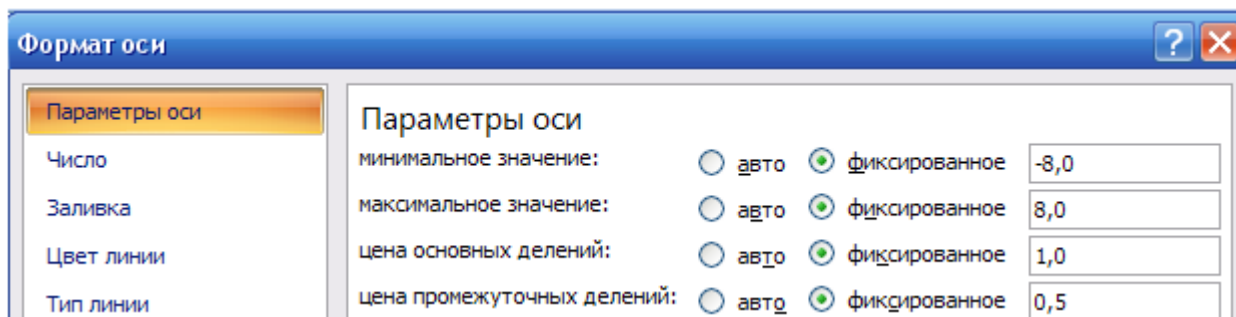 Формат оси
Параметры оси
Число
Заливка
Цвет линии
Тип линии
Параметры оси
минимальное значение: авто фиксированное -8,0
максимальное значение: авто фиксированное 8,0
цена основных делений: авто фиксированное 1,0
цена промежуточных делений: авто фиксированное 0,5